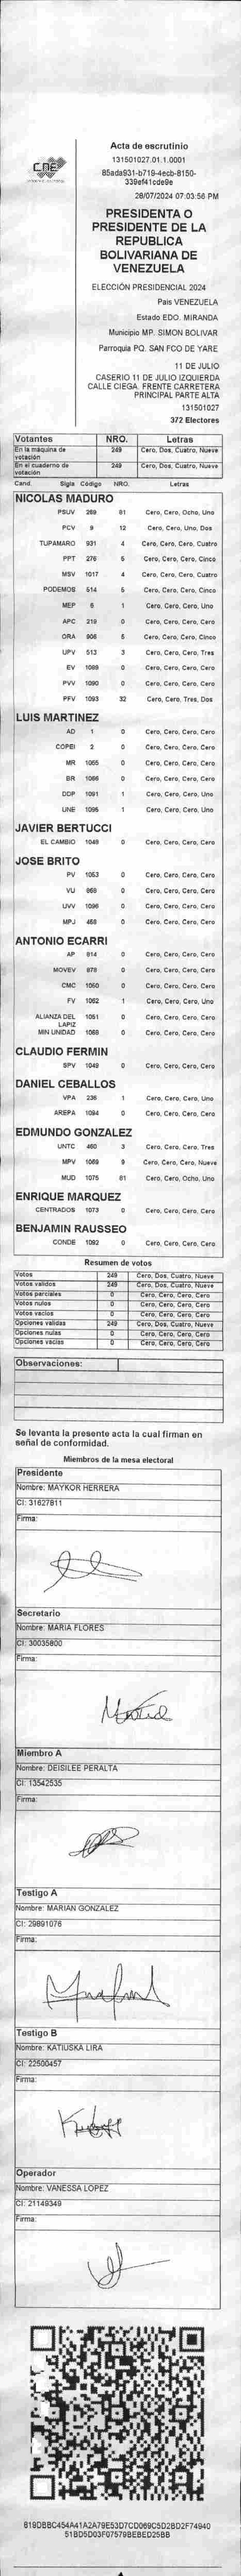 CNE
Acta de escrutinio
131501027.01.1.0001
85ada931-b719-4ecb-8150-
339ef41cde9e
28/07/2024 07:03:56 PM
PRESIDENTA O
PRESIDENTE DE LA
REPUBLICA
BOLIVARIANA DE
VENEZUELA
ELECCIÓN PRESIDENCIAL 2024
Pais VENEZUELA
Estado EDO. MIRANDA
Municipio MP. SIMON BOLIVAR
Parroquia PQ. SAN FCO DE YARE
11 DE JULIO
CASERIO 11 DE JULIO IZQUIERDA
CALLE CIEGA. FRENTE CARRETERA
PRINCIPAL PARTE ALTA
131501027
372 Electores
Votantes NRO. Letras
En la máquina de votación 249 Cero, Dos, Cuatro, Nueve
En el cuaderno de votación 249 Cero, Dos, Cuatro, Nueve
Cand. Sigla Código NRO. Letras
NICOLAS MADURO
PSUV 269 81 Cero, Cero, Ocho, Uno
PCV 9 12 Cero, Cero, Uno, Dos
TUPAMARO 931 4 Cero, Cero, Cero, Cuatro
PPT 276 5 Cero, Cero, Cero, Cinco
MSV 1017 4 Cero, Cero, Cero, Cuatro
PODEMOS 514 5 Cero, Cero, Cero, Cinco
MEP 6 1 Cero, Cero, Cero, Uno
APC 219 0 Cero, Cero, Cero, Cero
ORA 906 5 Cero, Cero, Cero, Cinco
UPV 513 3 Cero, Cero, Cero, Tres
EV 1089 0 Cero, Cero, Cero, Cero
PVV 1090 0 Cero, Cero, Cero, Cero
PFV 1093 32 Cero, Cero, Tres, Dos
LUIS MARTINEZ
AD 1 0 Cero, Cero, Cero, Cero
COPEI 2 0 Cero, Cero, Cero, Cero
MR 1065 0 Cero, Cero, Cero, Cero
BR 1086 0 Cero, Cero, Cero, Cero
DDP 1091 1 Cero, Cero, Cero, Uno
UNE 1095 1 Cero, Cero, Cero, Uno
JAVIER BERTUCCI
EL CAMBIO 1049 0 Cero, Cero, Cero, Cero
JOSE BRITO
PV 1053 0 Cero, Cero, Cero, Cero
VU 869 0 Cero, Cero, Cero, Cero
UVV 1096 0 Cero, Cero, Cero, Cero
MPJ 468 0 Cero, Cero, Cero, Cero
ANTONIO ECARRI
AP 814 0 Cero, Cero, Cero, Cero
MOVEV 878 0 Cero, Cero, Cero, Cero
CMC 1050 0 Cero, Cero, Cero, Cero
FV 1062 1 Cero, Cero, Cero, Uno
ALIANZA DEL LAPIZ 1051 0 Cero, Cero, Cero, Cero
MIN UNIDAD 1068 0 Cero, Cero, Cero, Cero
CLAUDIO FERMIN
SPV 1048 0 Cero, Cero, Cero, Cero
DANIEL CEBALLOS
VPA 236 1 Cero, Cero, Cero, Uno
AREPA 1084 0 Cero, Cero, Cero, Cero
EDMUNDO GONZALEZ
UNTC 460 3 Cero, Cero, Cero, Tres
MPV 1069 9 Cero, Cero, Cero, Nueve
MUD 1075 81 Cero, Cero, Ocho, Uno
ENRIQUE MARQUEZ
CENTRADOS 1073 0 Cero, Cero, Cero, Cero
BENJAMIN RAUSSEO
CONDE 1082 0 Cero, Cero, Cero, Cero
Resumen de votos
Votos 249 Cero, Dos, Cuatro, Nueve
Votos validos 249 Cero, Dos, Cuatro, Nueve
Votos parciales 0 Cero, Cero, Cero, Cero
Votos nulos 0 Cero, Cero, Cero, Cero
Votos vacios 0 Cero, Cero, Cero, Cero
Opciones validas 249 Cero, Dos, Cuatro, Nueve
Opciones nulas 0 Cero, Cero, Cero, Cero
Opciones vacias 0 Cero, Cero, Cero, Cero
Observaciones:
Se levanta la presente acta la cual firman en
señal de conformidad.
Miembros de la mesa electoral
Presidente
Nombre: MAYKOR HERRERA
CI: 31627811
Firma:
Secretario
Nombre: MARIA FLORES
CI: 30035800
Firma:
Miembro A
Nombre: DEISILEE PERALTA
CI: 13542535
Firma:
Testigo A
Nombre: MARIAN GONZALEZ
CI: 29891076
Firma:
Testigo B
Nombre: KATIUSKA LIRA
CI: 22500457
Firma:
Operador
Nombre: VANESSA LOPEZ
CI: 21149349
Firma:
819DBBC454A41A2A79E53D7CD069C5D2BD2F74940
51BD5D03F07579BEBED25BB